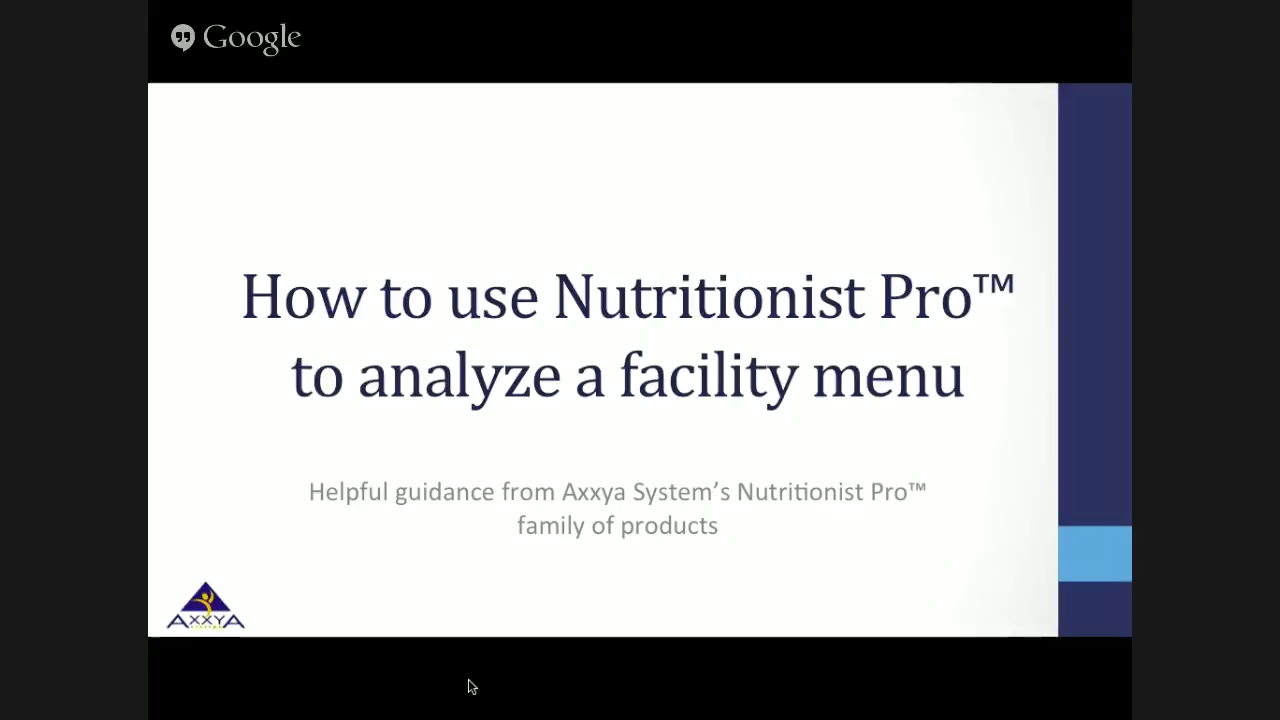 Google
How to use Nutritionist Pro™
to analyze a facility menu
Helpful guidance from Axxya System’s Nutritionist Pro™
family of products
AXXYA